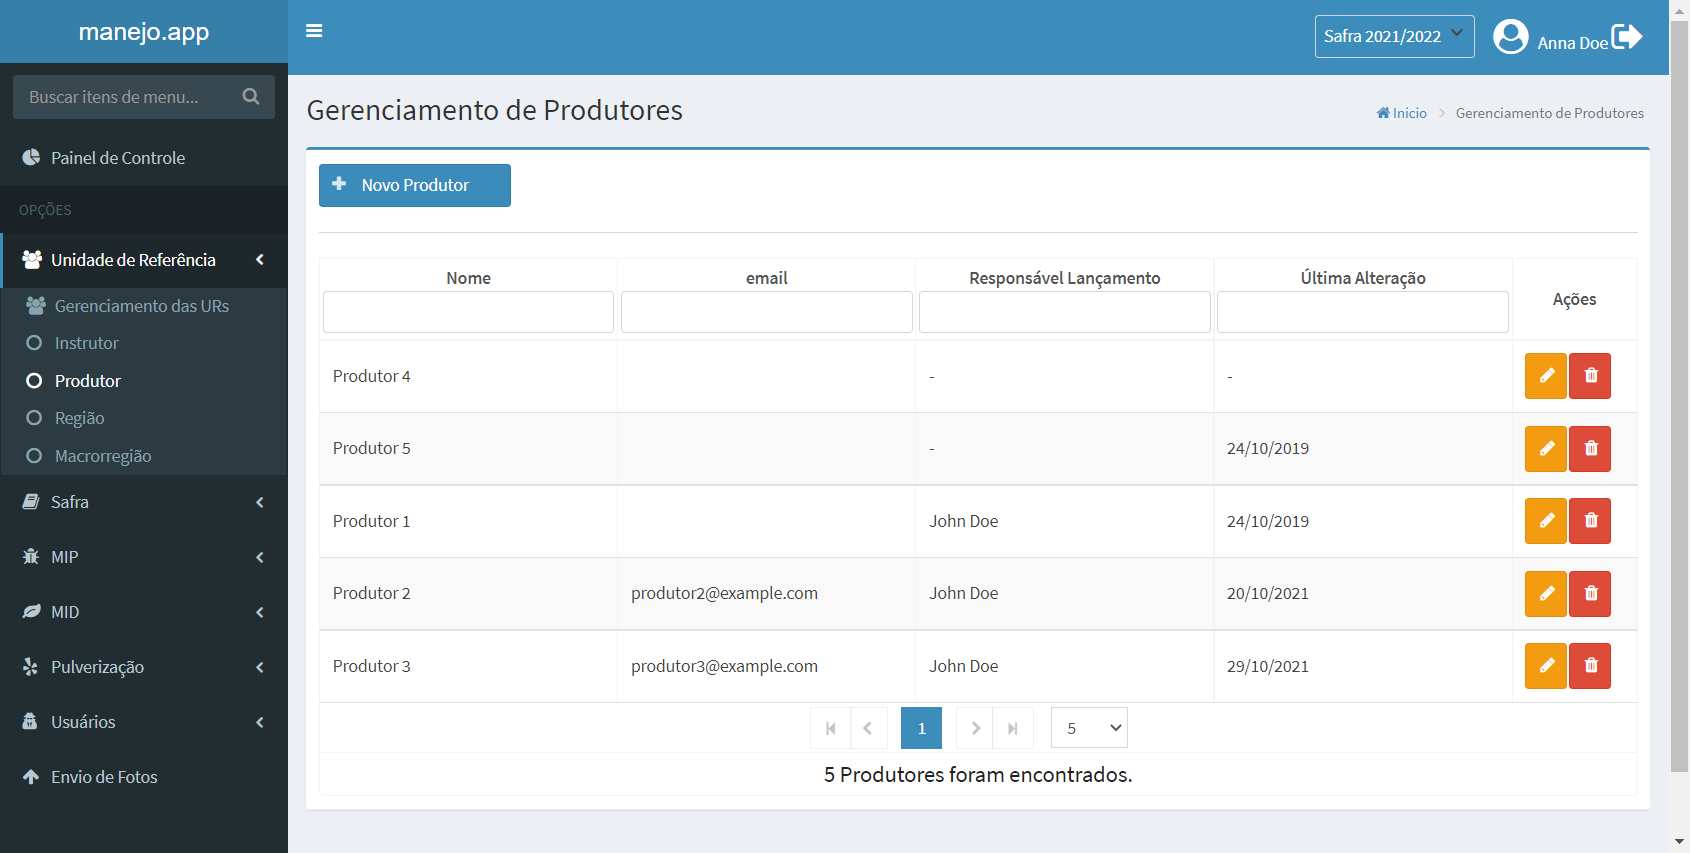 manejo.app
Safra 2021/2022
Anna Doe
Buscar itens de menu...
Painel de Controle
OPÇÕES
Unidade de Referência
Gerenciamento das URs
Instrutor
Produtor
Região
Macrorregião
Safra
MIP
MID
Pulverização
Usuários
Envio de Fotos
Gerenciamento de Produtores
Inicio > Gerenciamento de Produtores
Novo Produtor
Nome email Responsável Lançamento Última Alteração Ações
Produtor 4 - -
Produtor 5 - 24/10/2019
Produtor 1 John Doe 24/10/2019
Produtor 2 produtor2@example.com John Doe 20/10/2021
Produtor 3 produtor3@example.com John Doe 29/10/2021
1 5
5 Produtores foram encontrados.